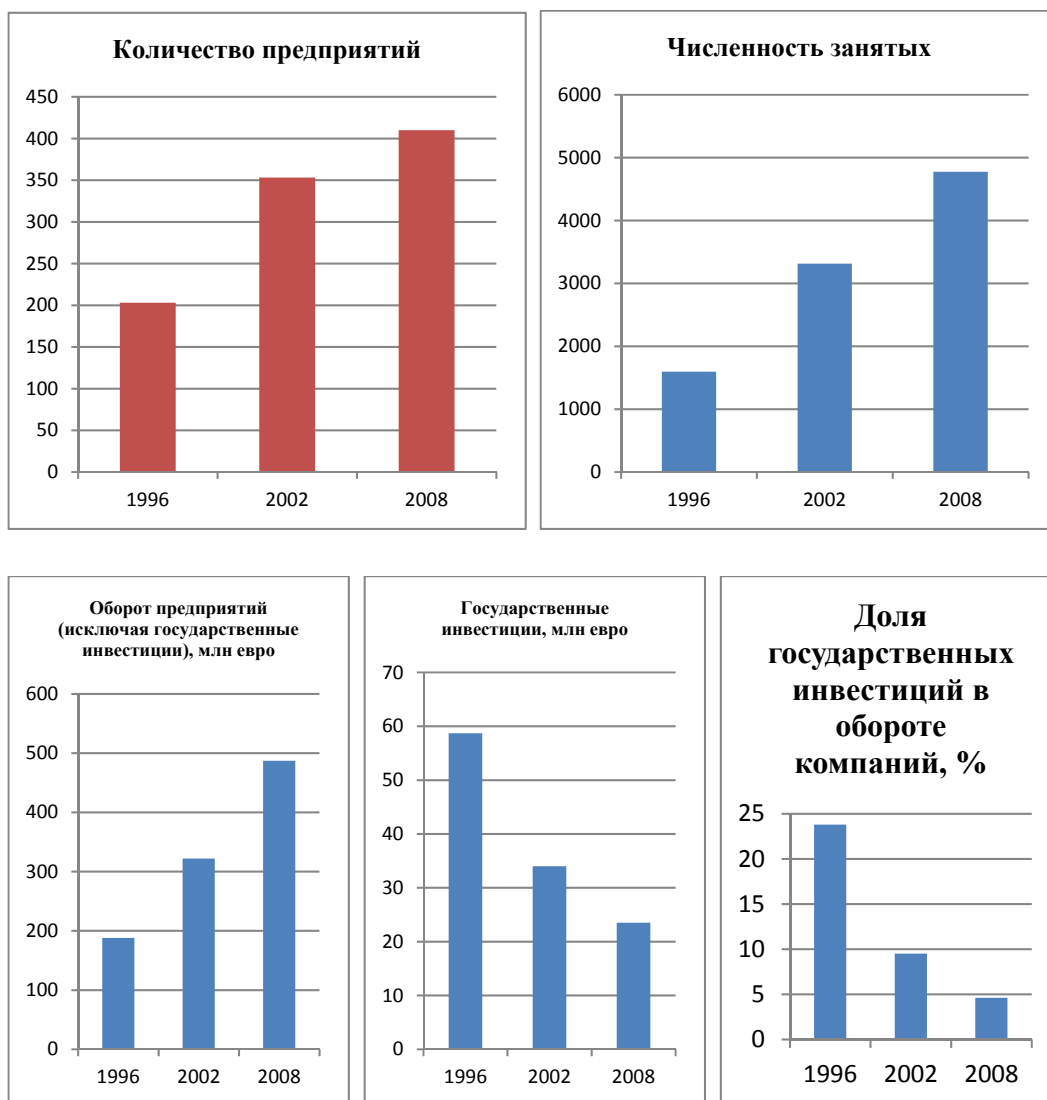 Количество предприятий
450
400
350
300
250
200
150
100
50
0
1996 2002 2008
Численность занятых
6000
5000
4000
3000
2000
1000
0
1996 2002 2008
Оборот предприятий
(исключая государственные
инвестиции), млн евро
600
500
400
300
200
100
0
1996 2002 2008
Государственные
инвестиции, млн евро
70
60
50
40
30
20
10
0
1996 2002 2008
Доля
государственных
инвестиций в
обороте
компаний, %
25
20
15
10
5
0
1996 2002 2008